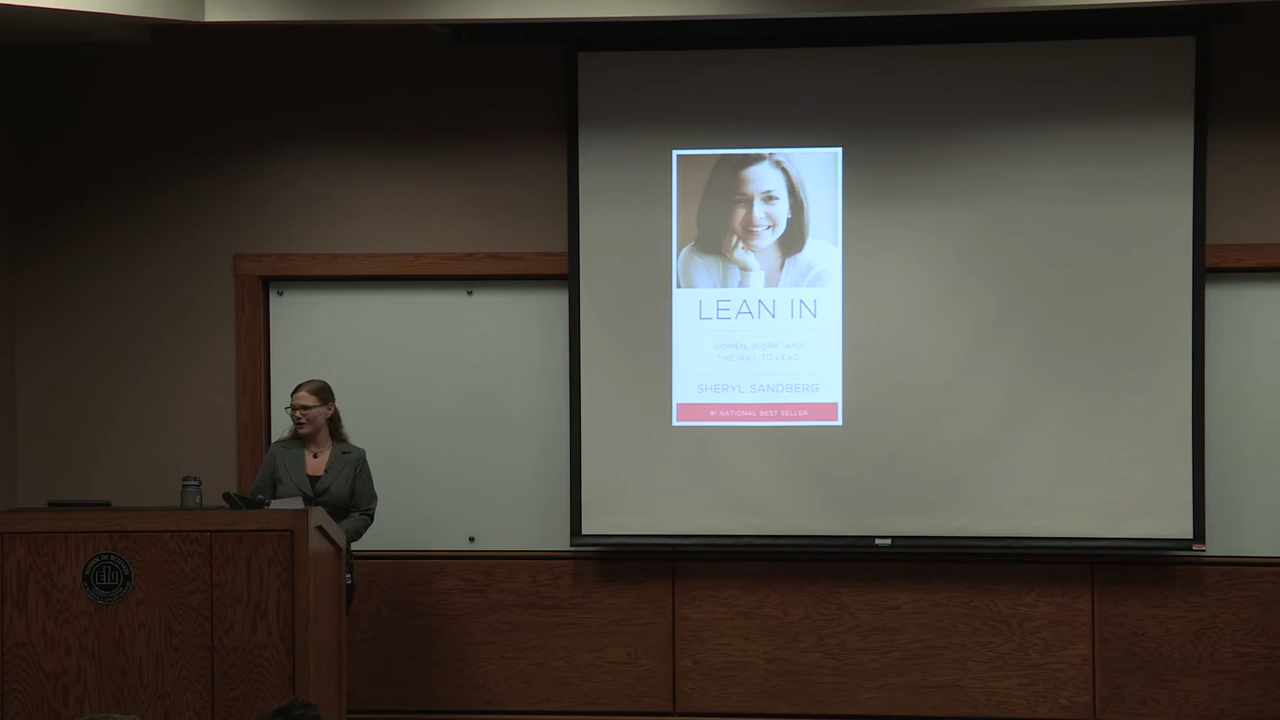 LEAN IN
WOMEN, WORK, AND
THE WILL TO LEAD
SHERYL SANDBERG
#1 NATIONAL BEST SELLER